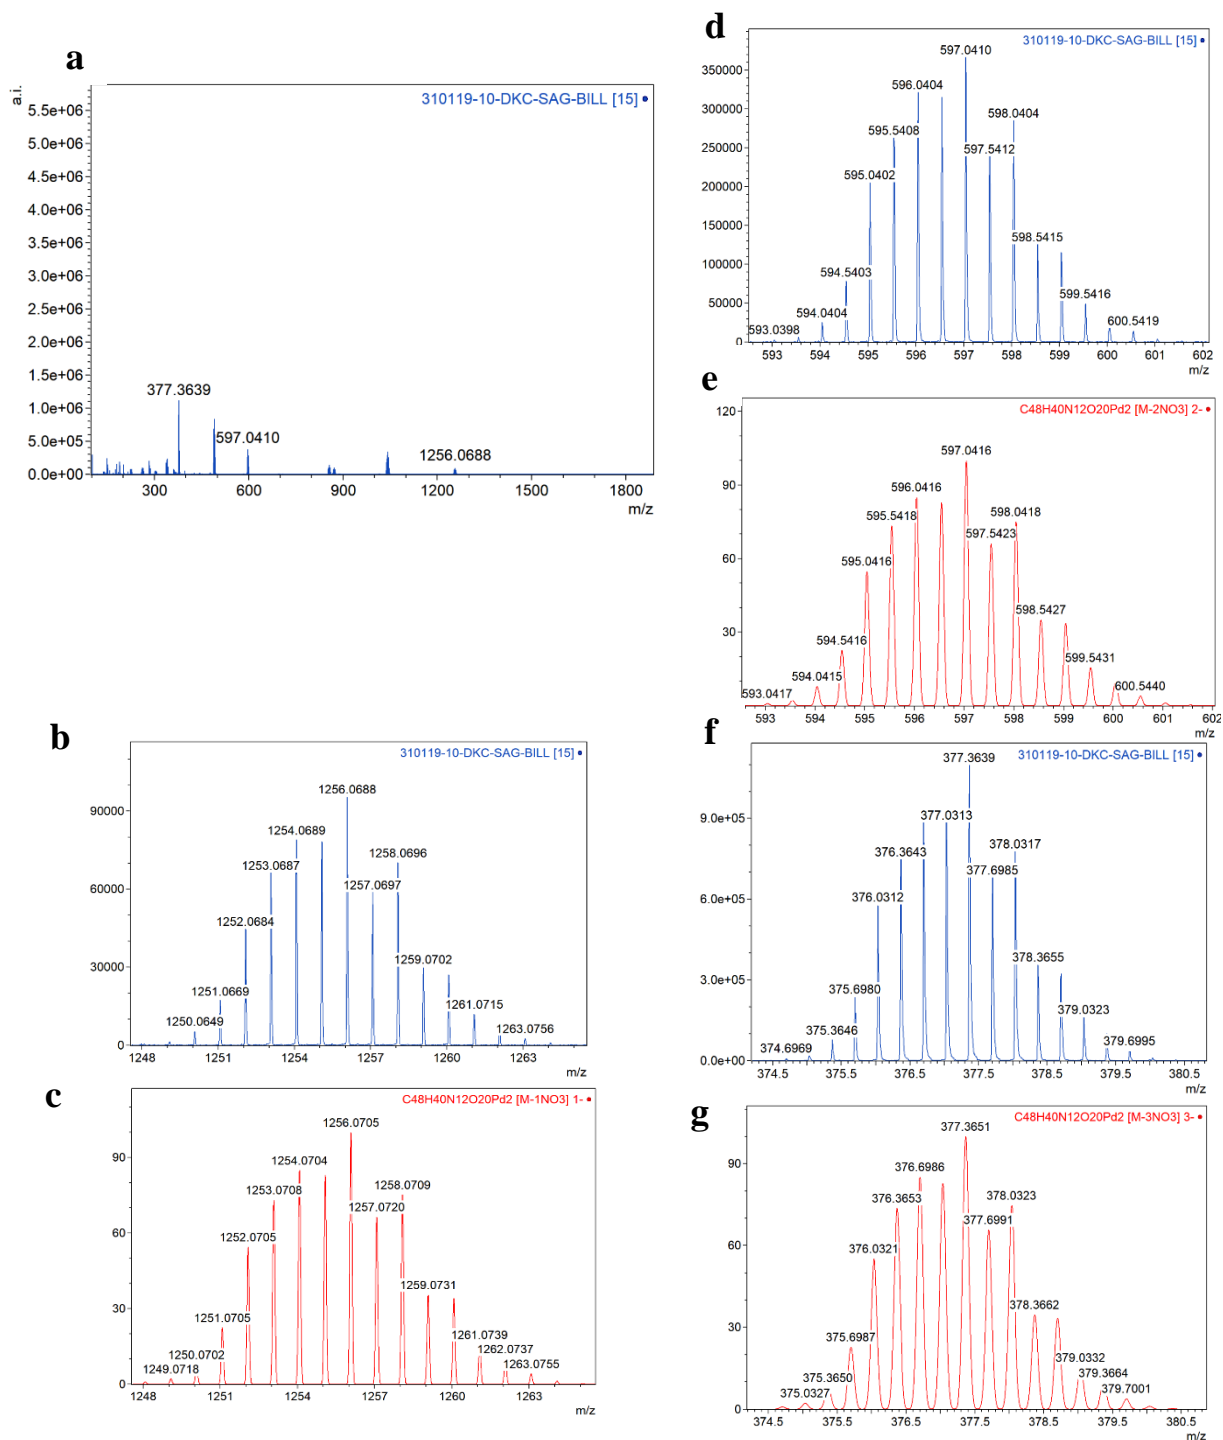 a
a.i.
310119-10-DKC-SAG-BILL [15]
5.5e+06
5.0e+06
4.5e+06
4.0e+06
3.5e+06
3.0e+06
2.5e+06
2.0e+06
1.5e+06
1.0e+06
5.0e+05
0.0e+00
377.3639
597.0410
1256.0688
300 600 900 1200 1500 1800
m/z
b
310119-10-DKC-SAG-BILL [15]
90000
60000
30000
0
1256.0688
1254.0689
1258.0696
1253.0687
1257.0697
1252.0684
1259.0702
1251.0669
1261.0715
1250.0649
1263.0756
1248 1251 1254 1257 1260 1263
m/z
c
C48H40N12O20Pd2 [M-1NO3] 1-
90
60
30
0
1256.0705
1254.0704
1258.0709
1253.0708
1257.0720
1252.0705
1259.0731
1251.0705
1261.0739
1250.0702
1262.0737
1249.0718
1263.0755
1248 1251 1254 1257 1260 1263
m/z
d
310119-10-DKC-SAG-BILL [15]
350000
300000
250000
200000
150000
100000
50000
0
597.0410
596.0404
598.0404
595.5408
597.5412
595.0402
598.5415
594.5403
599.5416
594.0404
600.5419
593.0398
593 594 595 596 597 598 599 600 601 602
m/z
e
C48H40N12O20Pd2 [M-2NO3] 2-
120
90
60
30
597.0416
596.0416
598.0418
595.5418
597.5423
595.0416
598.5427
594.5416
599.5431
594.0415
600.5440
593.0417
593 594 595 596 597 598 599 600 601 602
m/z
f
310119-10-DKC-SAG-BILL [15]
9.0e+05
6.0e+05
3.0e+05
0.0e+00
377.3639
377.0313
376.3643
378.0317
377.6985
376.0312
378.3655
375.6980
379.0323
375.3646
379.6995
374.6969
374.5 375.5 376.5 377.5 378.5 379.5 380.5
m/z
g
C48H40N12O20Pd2 [M-3NO3] 3-
90
60
30
0
377.3651
376.6986
376.3653
378.0323
377.6991
376.0321
378.3662
375.6987
379.0332
379.3664
375.3650
379.7001
375.0327
374.5 375.5 376.5 377.5 378.5 379.5 380.5
m/z